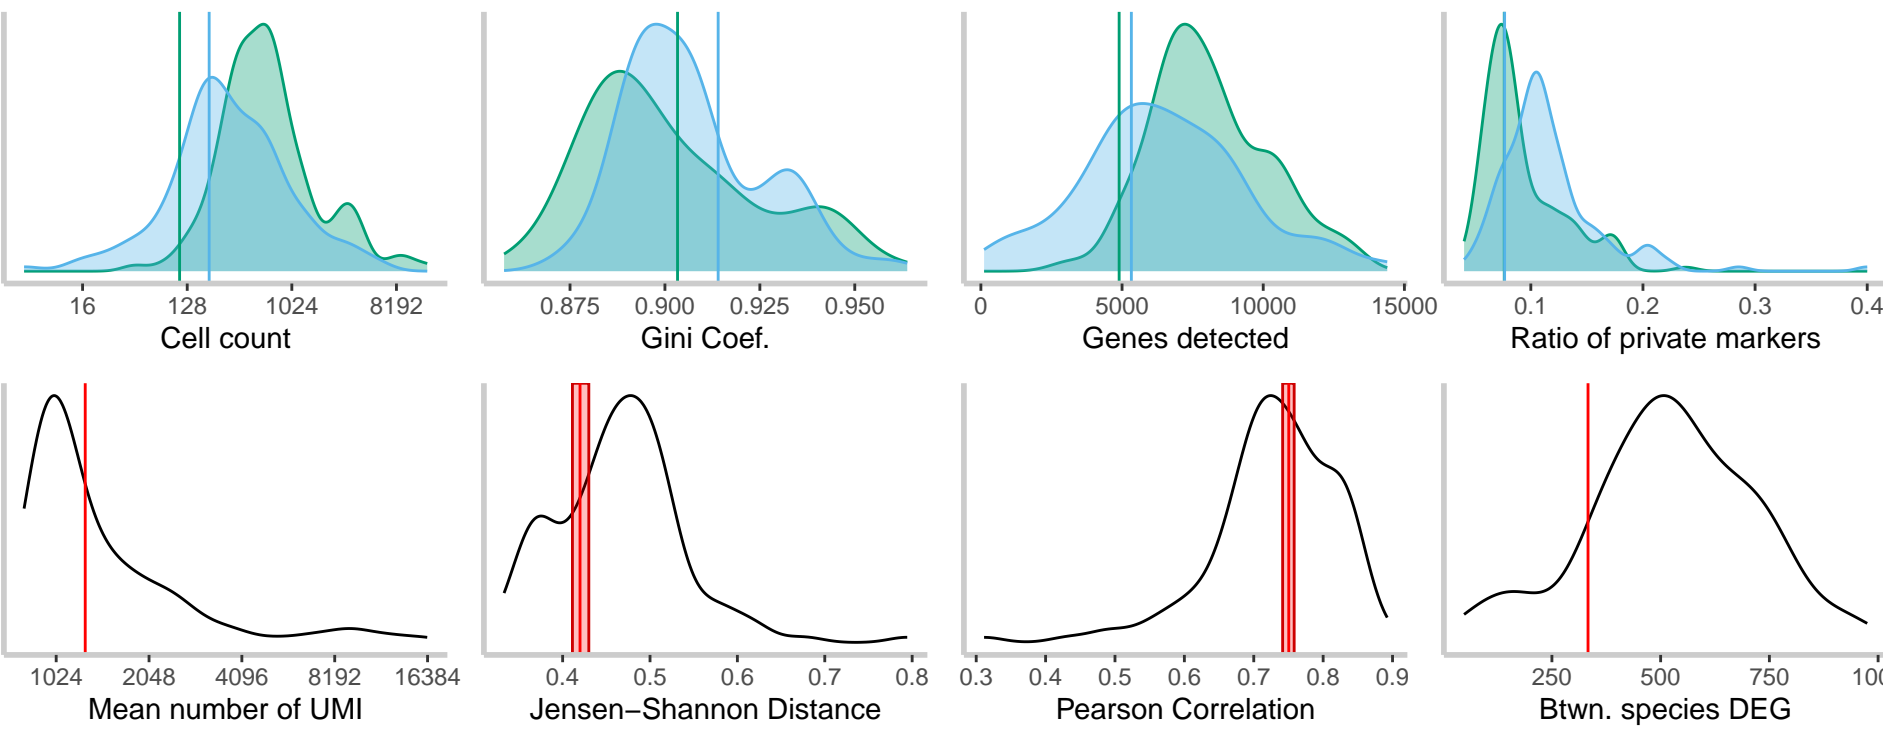 16 128 1024 8192
Cell count
0.875 0.900 0.925 0.950
Gini Coef.
0 5000 10000 15000
Genes detected
0.1 0.2 0.3 0.4
Ratio of private markers
1024 2048 4096 8192 16384
Mean number of UMI
0.4 0.5 0.6 0.7 0.8
Jensen−Shannon Distance
0.3 0.4 0.5 0.6 0.7 0.8 0.9
Pearson Correlation
250 500 750
Btwn. species DEG